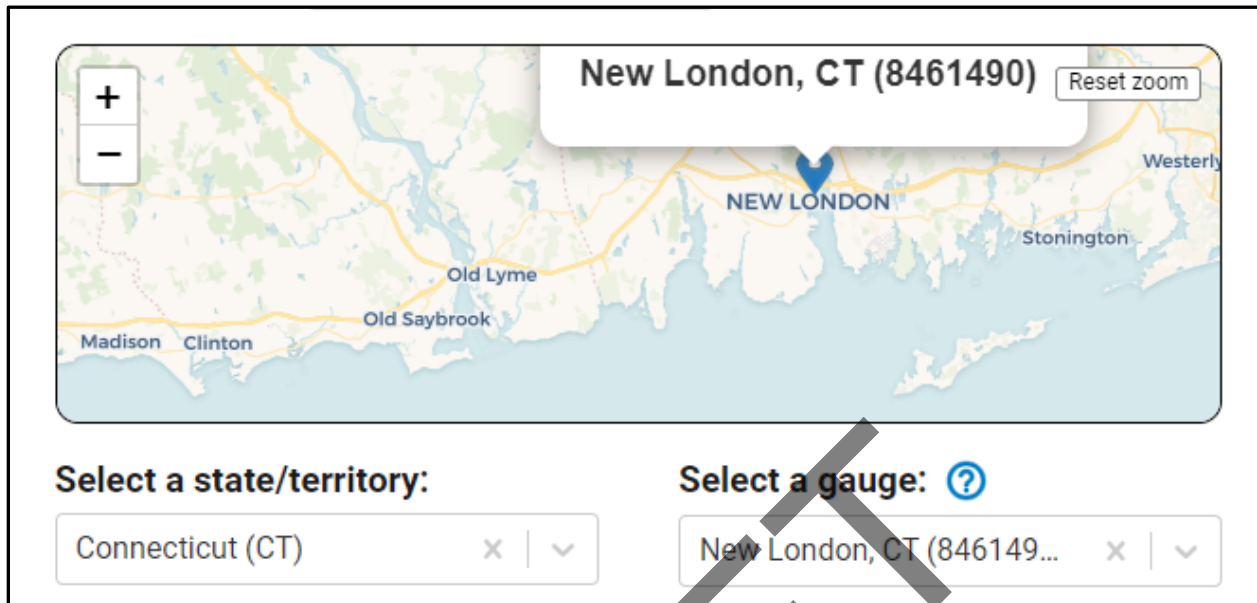 New London, CT (8461490)
+
Reset zoom
−
Westerly
NEW LONDON
Stonington
Old Lyme
Old Saybrook
Madison Clinton
Select a state/territory: Select a gauge: ?
Connecticut (CT) × New London, CT (846149... ×